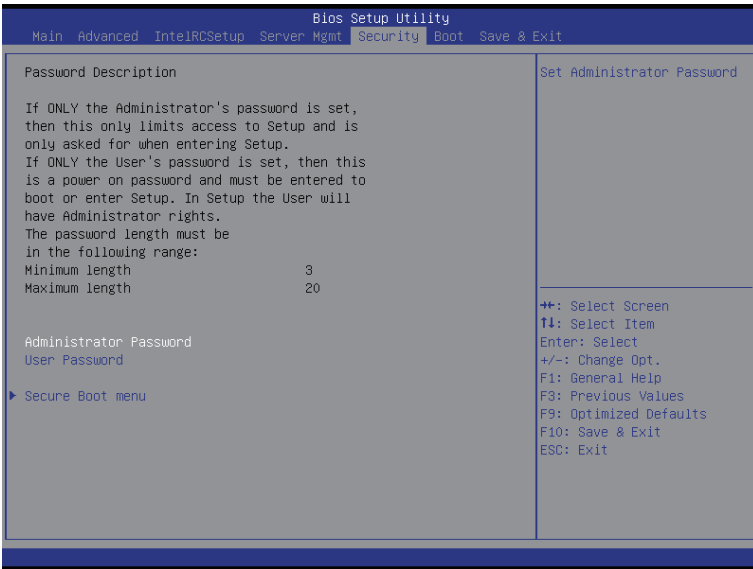 Bios Setup Utility
Main Advanced IntelRCSetup Server Mgmt Security Boot Save & Exit
Password Description
If ONLY the Administrator's password is set,
then this only limits access to Setup and is
only asked for when entering Setup.
If ONLY the User's password is set, then this
is a power on password and must be entered to
boot or enter Setup. In Setup the User will
have Administrator rights.
The password length must be
in the following range:
Minimum length 3
Maximum length 20
Administrator Password
User Password
Secure Boot menu
Set Administrator Password
→←: Select Screen
↑↓: Select Item
Enter: Select
+/-: Change Opt.
F1: General Help
F3: Previous Values
F9: Optimized Defaults
F10: Save & Exit
ESC: Exit